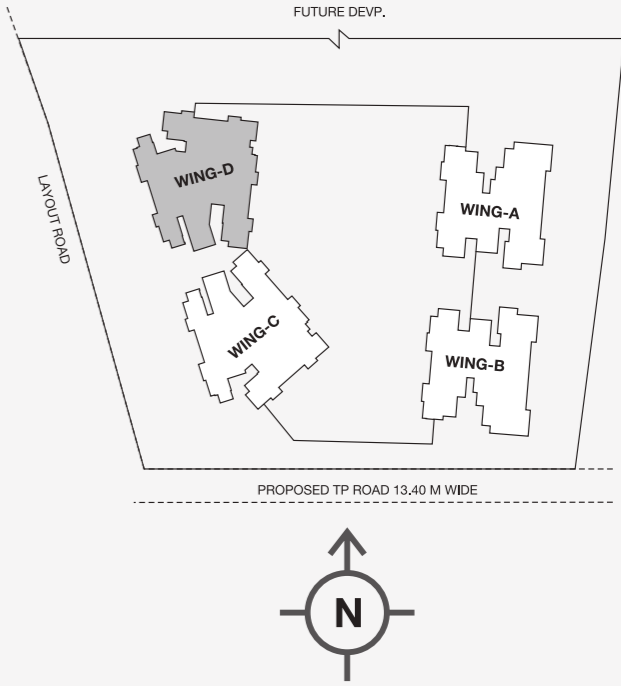 FUTURE DEVP.
WING-D
WING-A
LAYOUT ROAD
WING-C
WING-B
PROPOSED TP ROAD 13.40 M WIDE
N